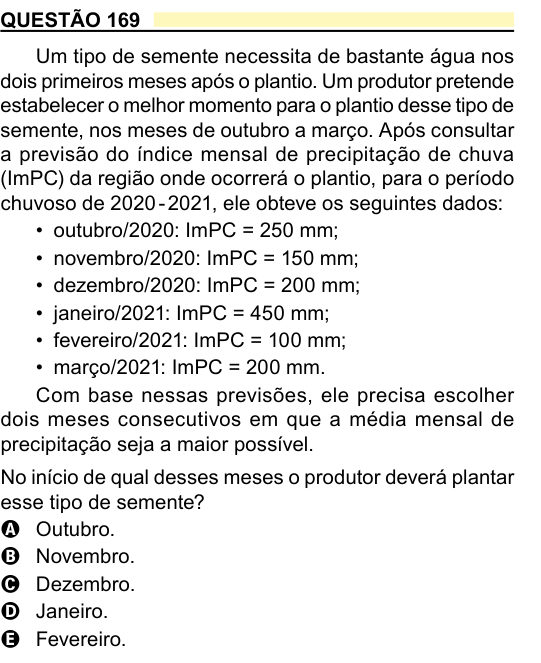 QUESTÃO 169
Um tipo de semente necessita de bastante água nos
dois primeiros meses após o plantio. Um produtor pretende
estabelecer o melhor momento para o plantio desse tipo de
semente, nos meses de outubro a março. Após consultar
a previsão do índice mensal de precipitação de chuva
(ImPC) da região onde ocorrerá o plantio, para o período
chuvoso de 2020-2021, ele obteve os seguintes dados:
• outubro/2020: ImPC = 250 mm;
• novembro/2020: ImPC = 150 mm;
• dezembro/2020: ImPC = 200 mm;
• janeiro/2021: ImPC = 450 mm;
• fevereiro/2021: ImPC = 100 mm;
• março/2021: ImPC = 200 mm.
Com base nessas previsões, ele precisa escolher
dois meses consecutivos em que a média mensal de
precipitação seja a maior possível.
No início de qual desses meses o produtor deverá plantar
esse tipo de semente?
A Outubro.
B Novembro.
C Dezembro.
D Janeiro.
E Fevereiro.